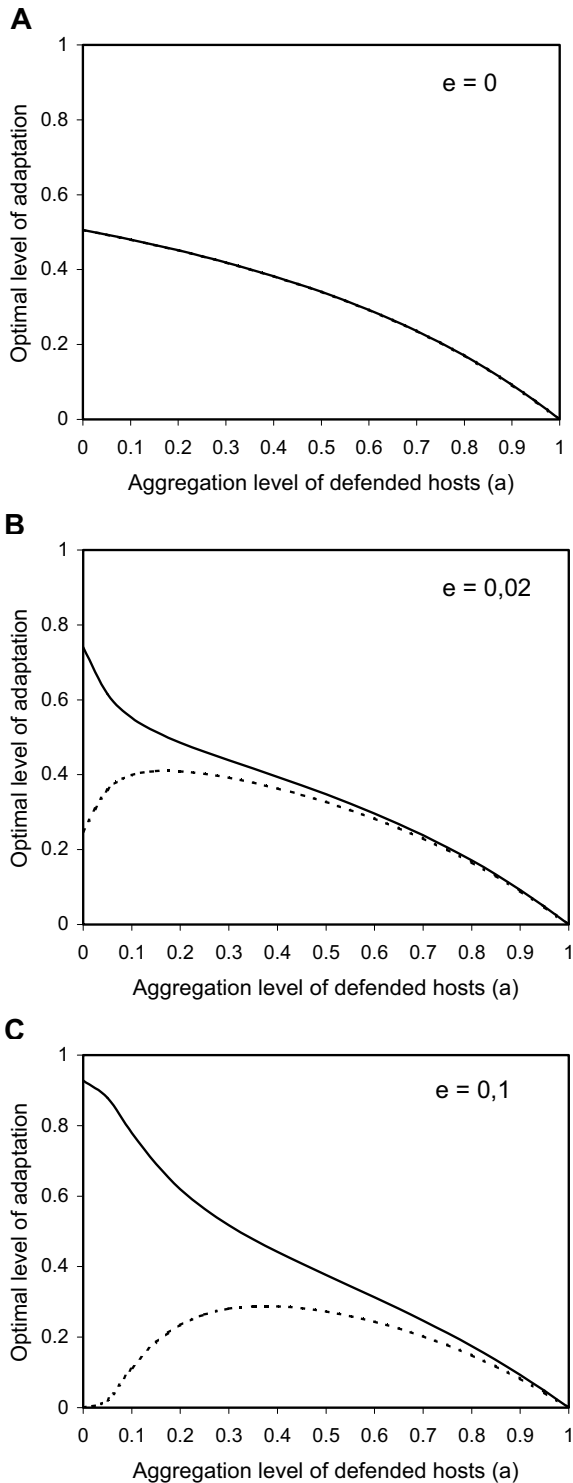 A
Optimal level of adaptation
1
0.8
0.6
0.4
0.2
0
e = 0
0 0.1 0.2 0.3 0.4 0.5 0.6 0.7 0.8 0.9 1
Aggregation level of defended hosts (a)
B
Optimal level of adaptation
1
0.8
0.6
0.4
0.2
0
e = 0,02
0 0.1 0.2 0.3 0.4 0.5 0.6 0.7 0.8 0.9 1
Aggregation level of defended hosts (a)
C
Optimal level of adaptation
1
0.8
0.6
0.4
0.2
0
e = 0,1
0 0.1 0.2 0.3 0.4 0.5 0.6 0.7 0.8 0.9 1
Aggregation level of defended hosts (a)